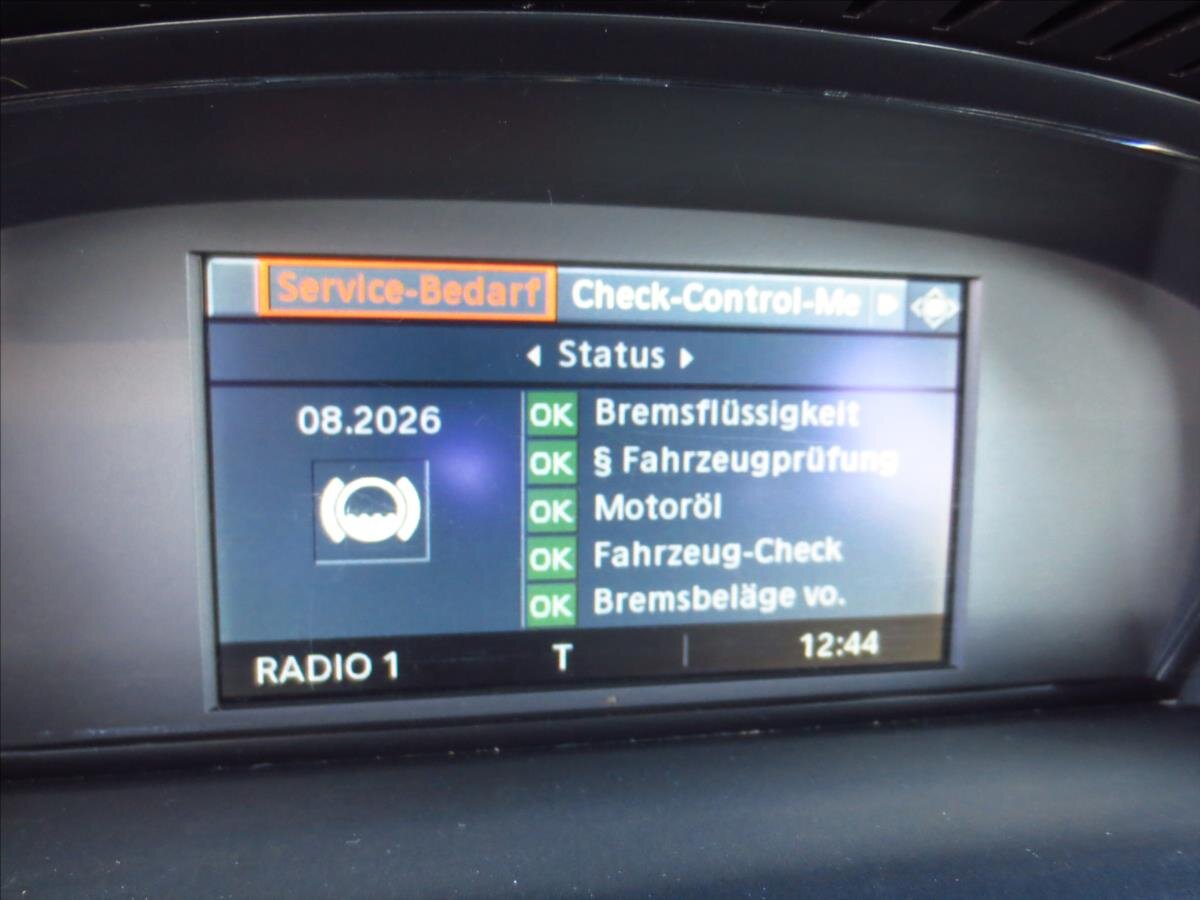 Service-Bedarf Check-Control-Me
Status
08.2026
OK Bremsflüssigkeit
OK § Fahrzeugprüfung
OK Motoröl
OK Fahrzeug-Check
OK Bremsbeläge vo.
RADIO 1 T 12:44